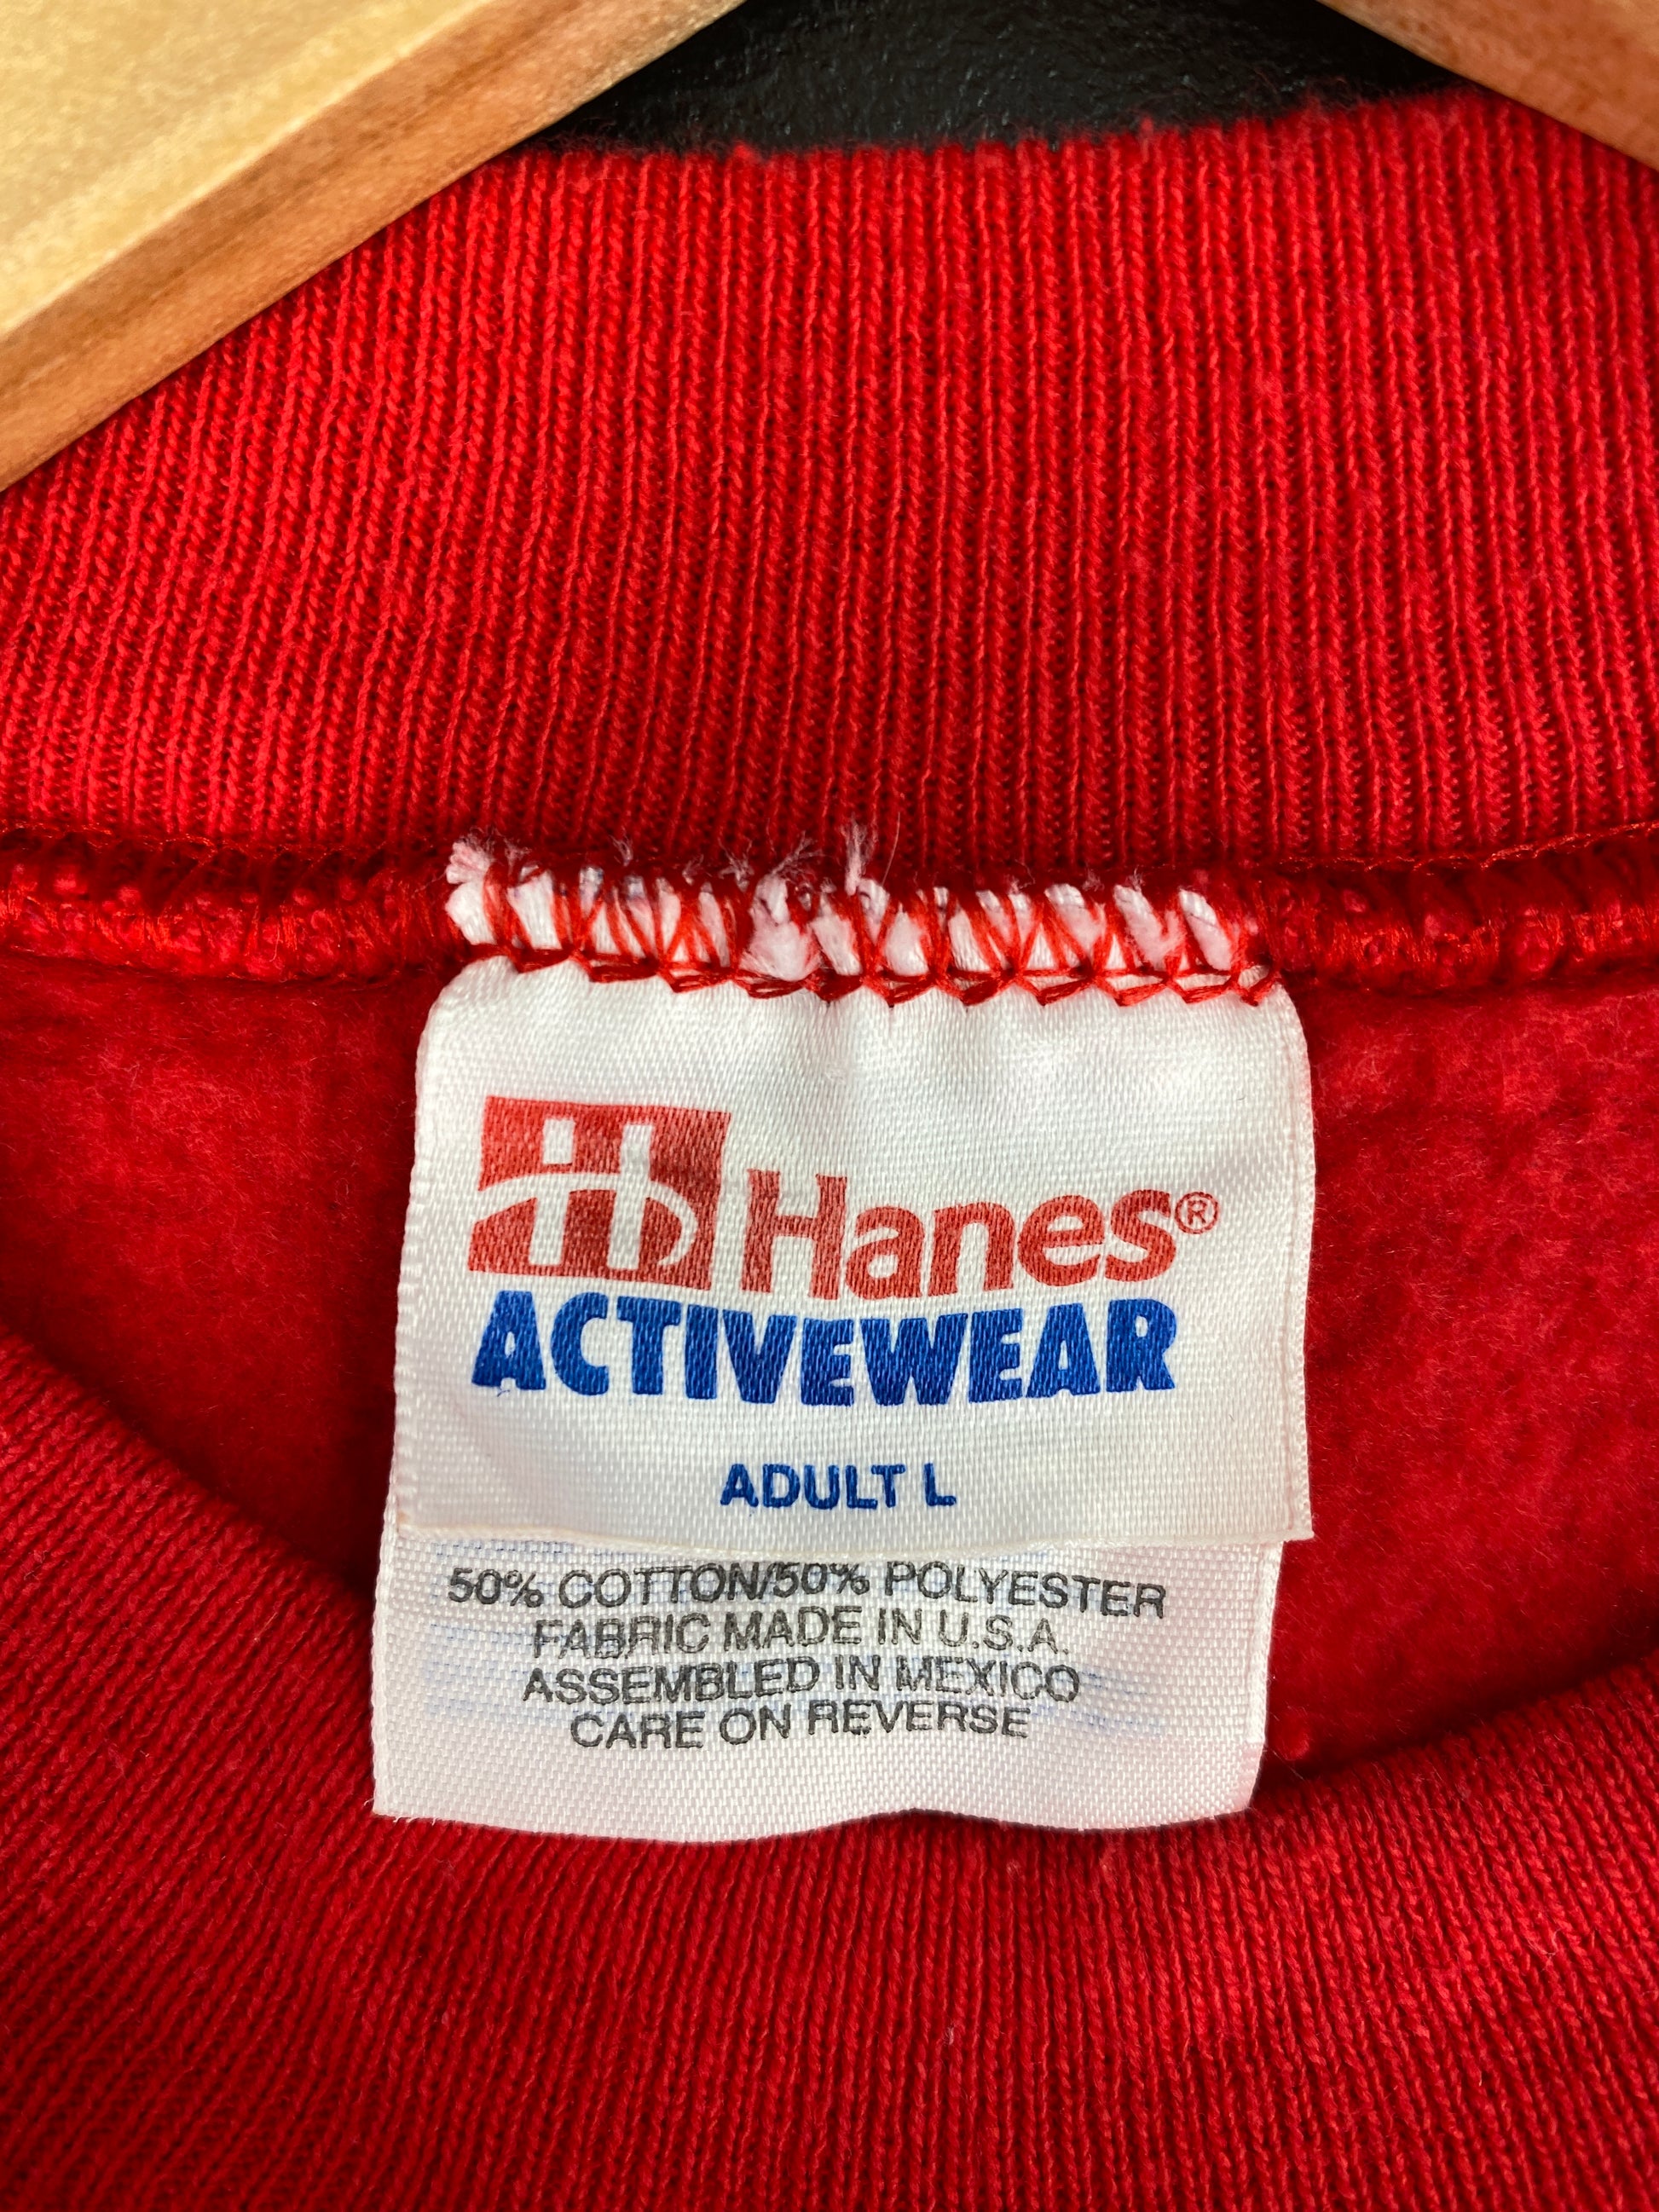 Hanes®
ACTIVEWEAR
ADULT L
50% COTTON/50% POLYESTER
FABRIC MADE IN U.S.A.
ASSEMBLED IN MEXICO
CARE ON REVERSE